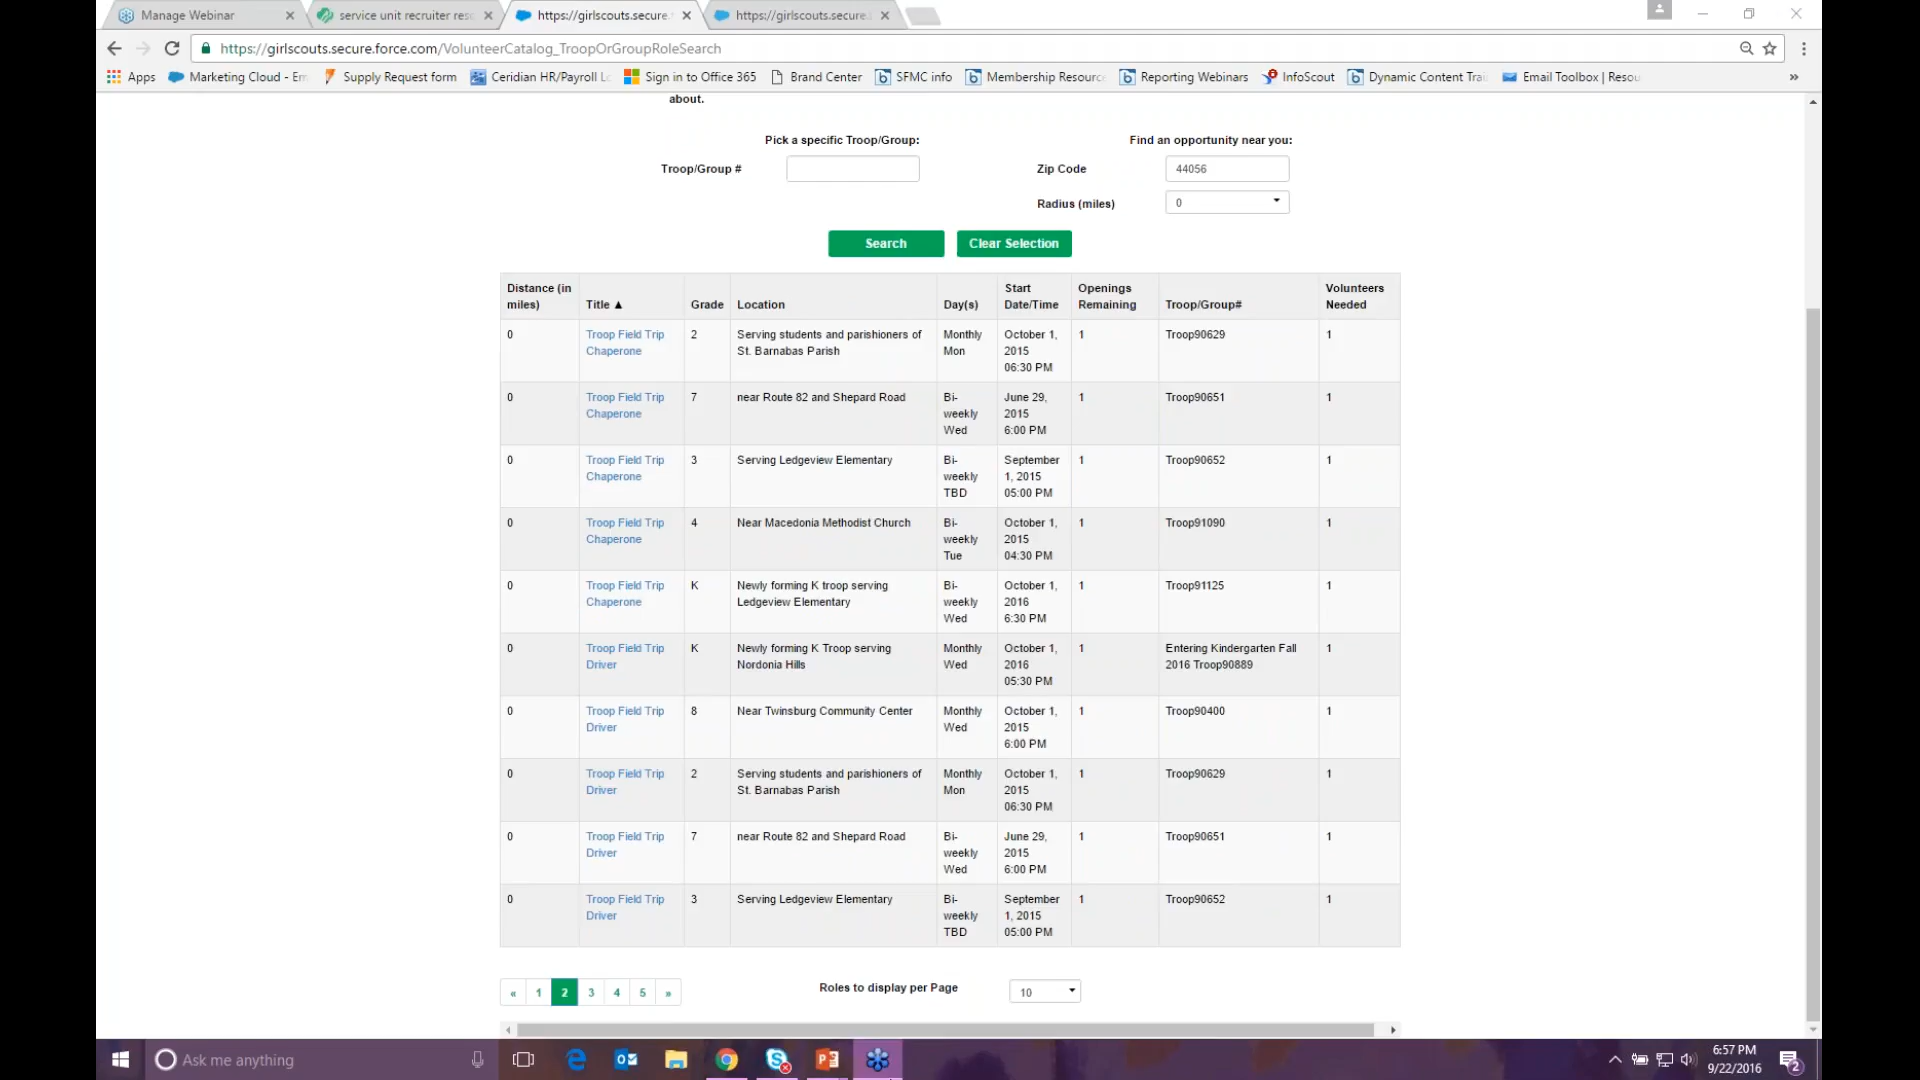 Manage Webinar
service unit recruiter res
https://girlscouts.secure.
https://girlscouts.secure.
https://girlscouts.secure.force.com/VolunteerCatalog_TroopOrGroupRoleSearch
Apps
Marketing Cloud - Em
Supply Request form
Ceridian HR/Payroll Lo
Sign in to Office 365
Brand Center
SFMC info
Membership Resourc
Reporting Webinars
InfoScout
Dynamic Content Trai
Email Toolbox | Resou
»
about.
Pick a specific Troop/Group:
Find an opportunity near you:
Troop/Group #
Zip Code
44056
Radius (miles)
0
Search
Clear Selection
Distance (in miles)
Title ▲
Grade
Location
Day(s)
Start Date/Time
Openings Remaining
Troop/Group#
Volunteers Needed
0 Troop Field Trip Chaperone 2 Serving students and parishioners of St. Barnabas Parish Monthly Mon October 1, 2015 06:30 PM 1 Troop90629 1
0 Troop Field Trip Chaperone 7 near Route 82 and Shepard Road Bi-weekly Wed June 29, 2015 6:00 PM 1 Troop90651 1
0 Troop Field Trip Chaperone 3 Serving Ledgeview Elementary Bi-weekly TBD September 1, 2015 05:00 PM 1 Troop90652 1
0 Troop Field Trip Chaperone 4 Near Macedonia Methodist Church Bi-weekly Tue October 1, 2015 04:30 PM 1 Troop91090 1
0 Troop Field Trip Chaperone K Newly forming K troop serving Ledgeview Elementary Bi-weekly Wed October 1, 2016 6:30 PM 1 Troop91125 1
0 Troop Field Trip Driver K Newly forming K Troop serving Nordonia Hills Monthly Wed October 1, 2016 05:30 PM 1 Entering Kindergarten Fall 2016 Troop90889 1
0 Troop Field Trip Driver 8 Near Twinsburg Community Center Monthly Wed October 1, 2015 6:00 PM 1 Troop90400 1
0 Troop Field Trip Driver 2 Serving students and parishioners of St. Barnabas Parish Monthly Mon October 1, 2015 06:30 PM 1 Troop90629 1
0 Troop Field Trip Driver 7 near Route 82 and Shepard Road Bi-weekly Wed June 29, 2015 6:00 PM 1 Troop90651 1
0 Troop Field Trip Driver 3 Serving Ledgeview Elementary Bi-weekly TBD September 1, 2015 05:00 PM 1 Troop90652 1
« 1 2 3 4 5 »
Roles to display per Page
10
Ask me anything
6:57 PM
9/22/2016
2